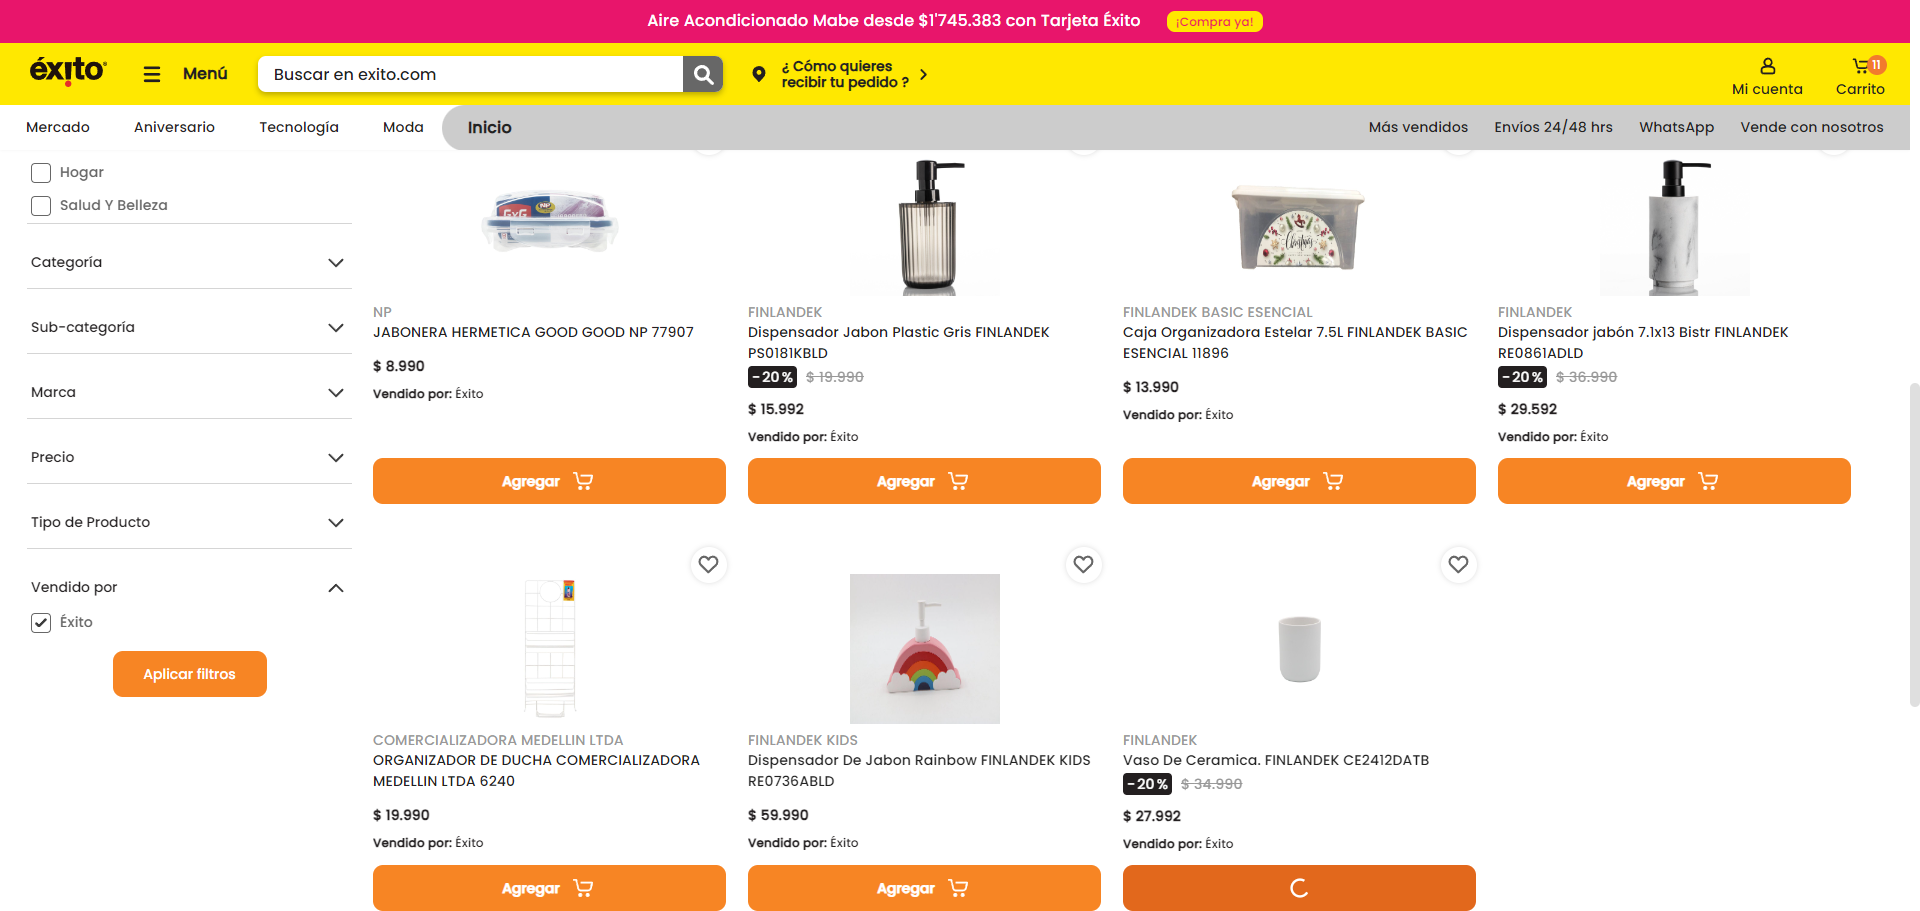 Aire Acondicionado Mabe desde $1'745.383 con Tarjeta Éxito
¡Compra ya!
éxito
Menú
Buscar en exito.com
¿ Cómo quieres
recibir tu pedido ?
Mi cuenta
11
Carrito
Mercado
Aniversario
Tecnología
Moda
Inicio
Más vendidos
Envíos 24/48 hrs
WhatsApp
Vende con nosotros
Hogar
Salud Y Belleza
Categoría
Sub-categoría
Marca
Precio
Tipo de Producto
Vendido por
Éxito
Aplicar filtros
GxG
NP
NP
JABONERA HERMETICA GOOD GOOD NP 77907
$ 8.990
Vendido por: Éxito
Agregar
FINLANDEK
Dispensador Jabon Plastic Gris FINLANDEK
PS0181KBLD
-20% $ 19.990
$ 15.992
Vendido por: Éxito
Agregar
Christmas
FINLANDEK BASIC ESENCIAL
Caja Organizadora Estelar 7.5L FINLANDEK BASIC
ESENCIAL 11896
$ 13.990
Vendido por: Éxito
Agregar
FINLANDEK
Dispensador jabón 7.1x13 Bistr FINLANDEK
RE0861ADLD
-20% $ 36.990
$ 29.592
Vendido por: Éxito
Agregar
COMERCIALIZADORA MEDELLIN LTDA
ORGANIZADOR DE DUCHA COMERCIALIZADORA
MEDELLIN LTDA 6240
$ 19.990
Vendido por: Éxito
Agregar
FINLANDEK KIDS
Dispensador De Jabon Rainbow FINLANDEK KIDS
RE0736ABLD
$ 59.990
Vendido por: Éxito
Agregar
FINLANDEK
Vaso De Ceramica. FINLANDEK CE2412DATB
-20% $ 34.990
$ 27.992
Vendido por: Éxito